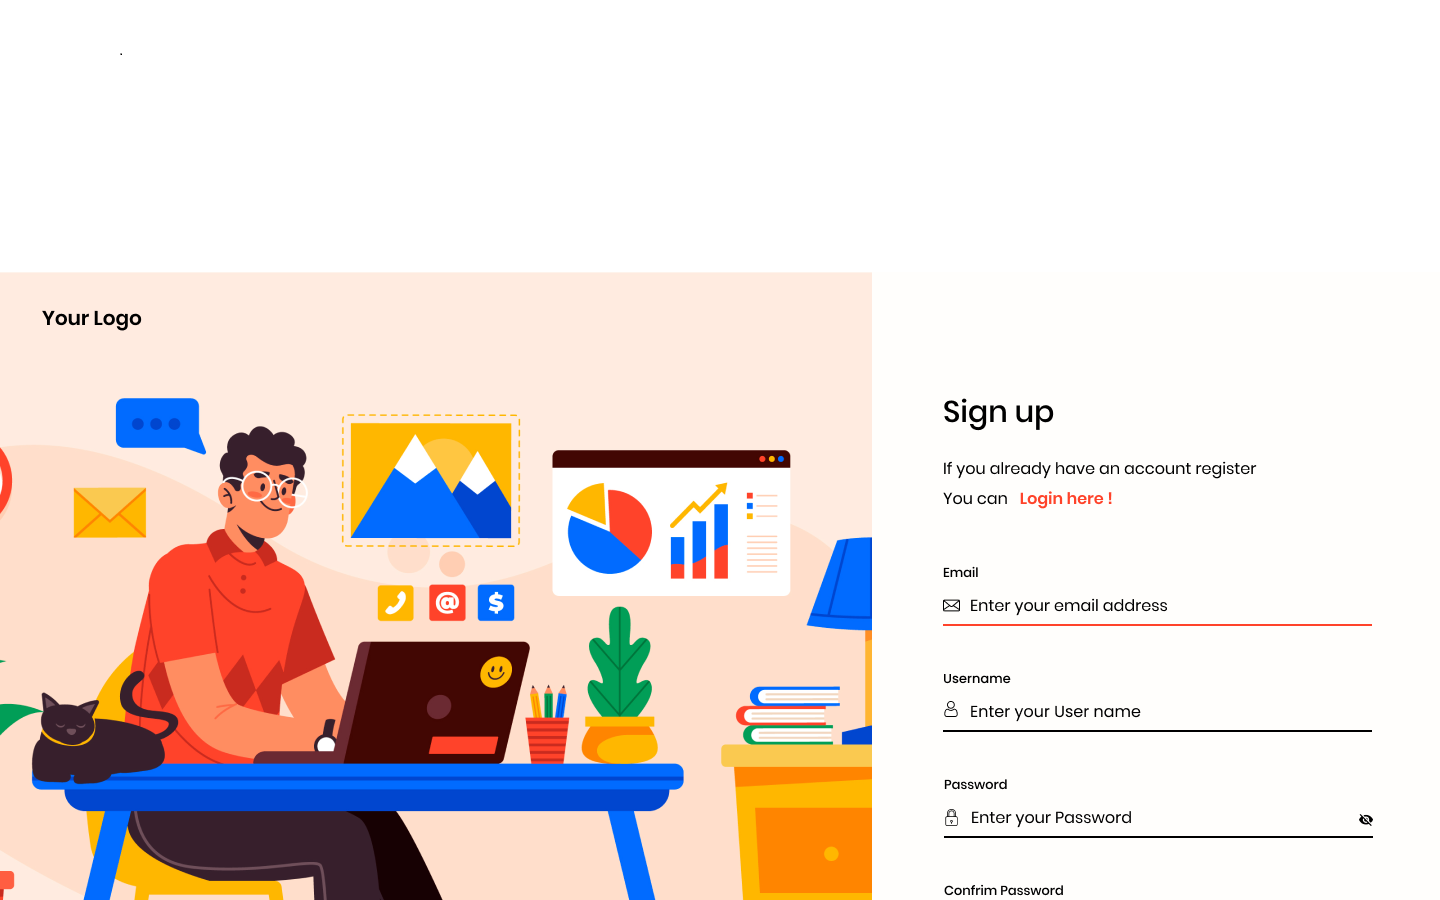 Your Logo
@
$
Sign up
If you already have an account register
You can Login here !
Email
Enter your email address
Username
Enter your User name
Password
Enter your Password
Confrim Password